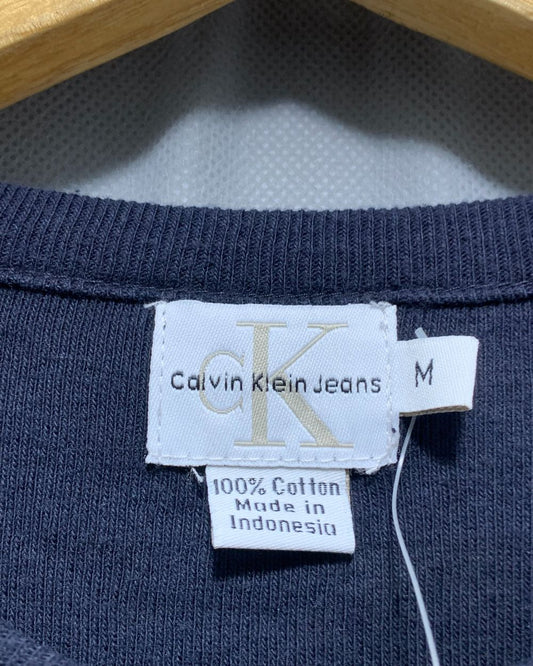 cK
Calvin Klein Jeans
M
100% Cotton
Made in
Indonesia